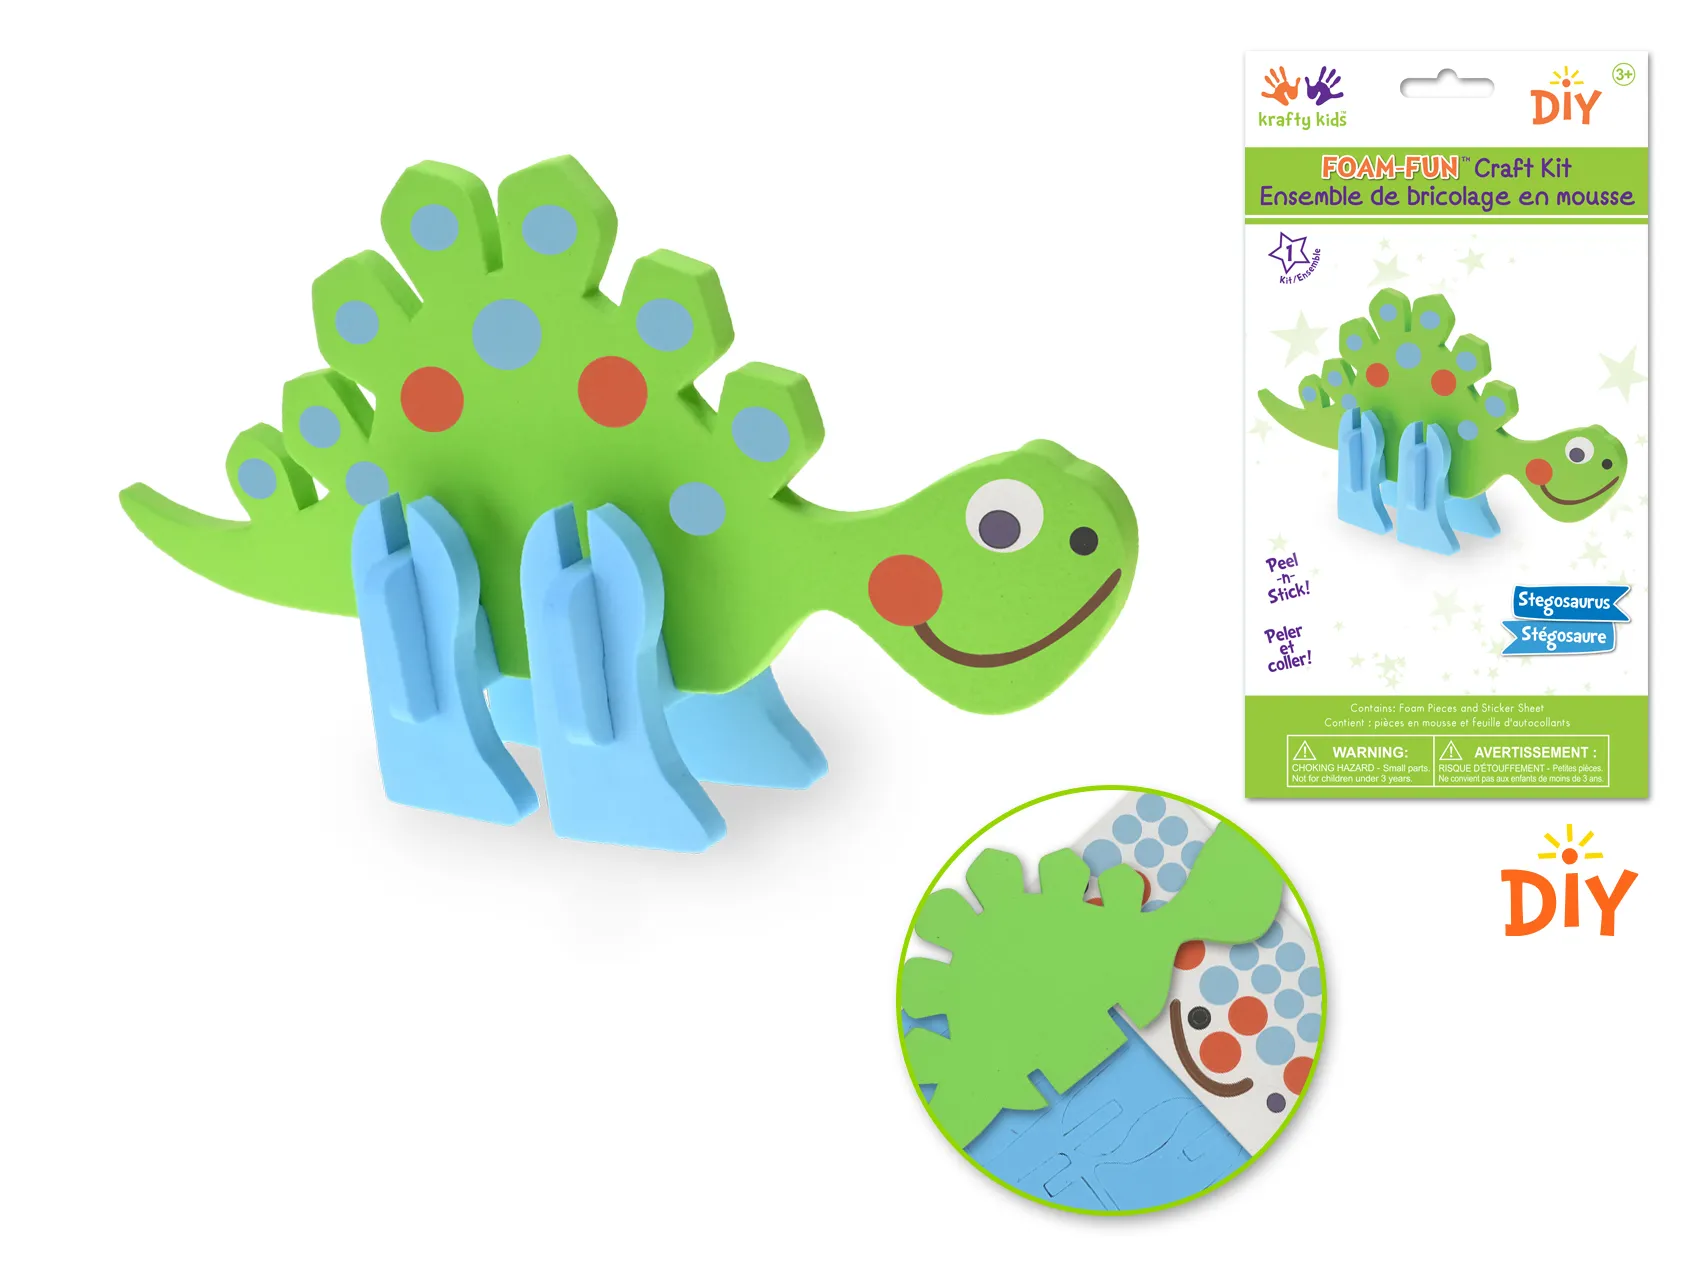 krafty kids™
DiY
3+
FOAM-FUN™ Craft Kit
Ensemble de bricolage en mousse
1
Kit/Ensemble
Peel
-n-
Stick!
Peler
et
coller!
Stegosaurus
Stégosaure
Contains: Foam Pieces and Sticker Sheet
Contient : pièces en mousse et feuille d'autocollants
WARNING:
CHOKING HAZARD - Small parts.
Not for children under 3 years.
AVERTISSEMENT :
RISQUE D'ÉTOUFFEMENT - Petites pièces.
Ne convient pas aux enfants de moins de 3 ans.
DiY